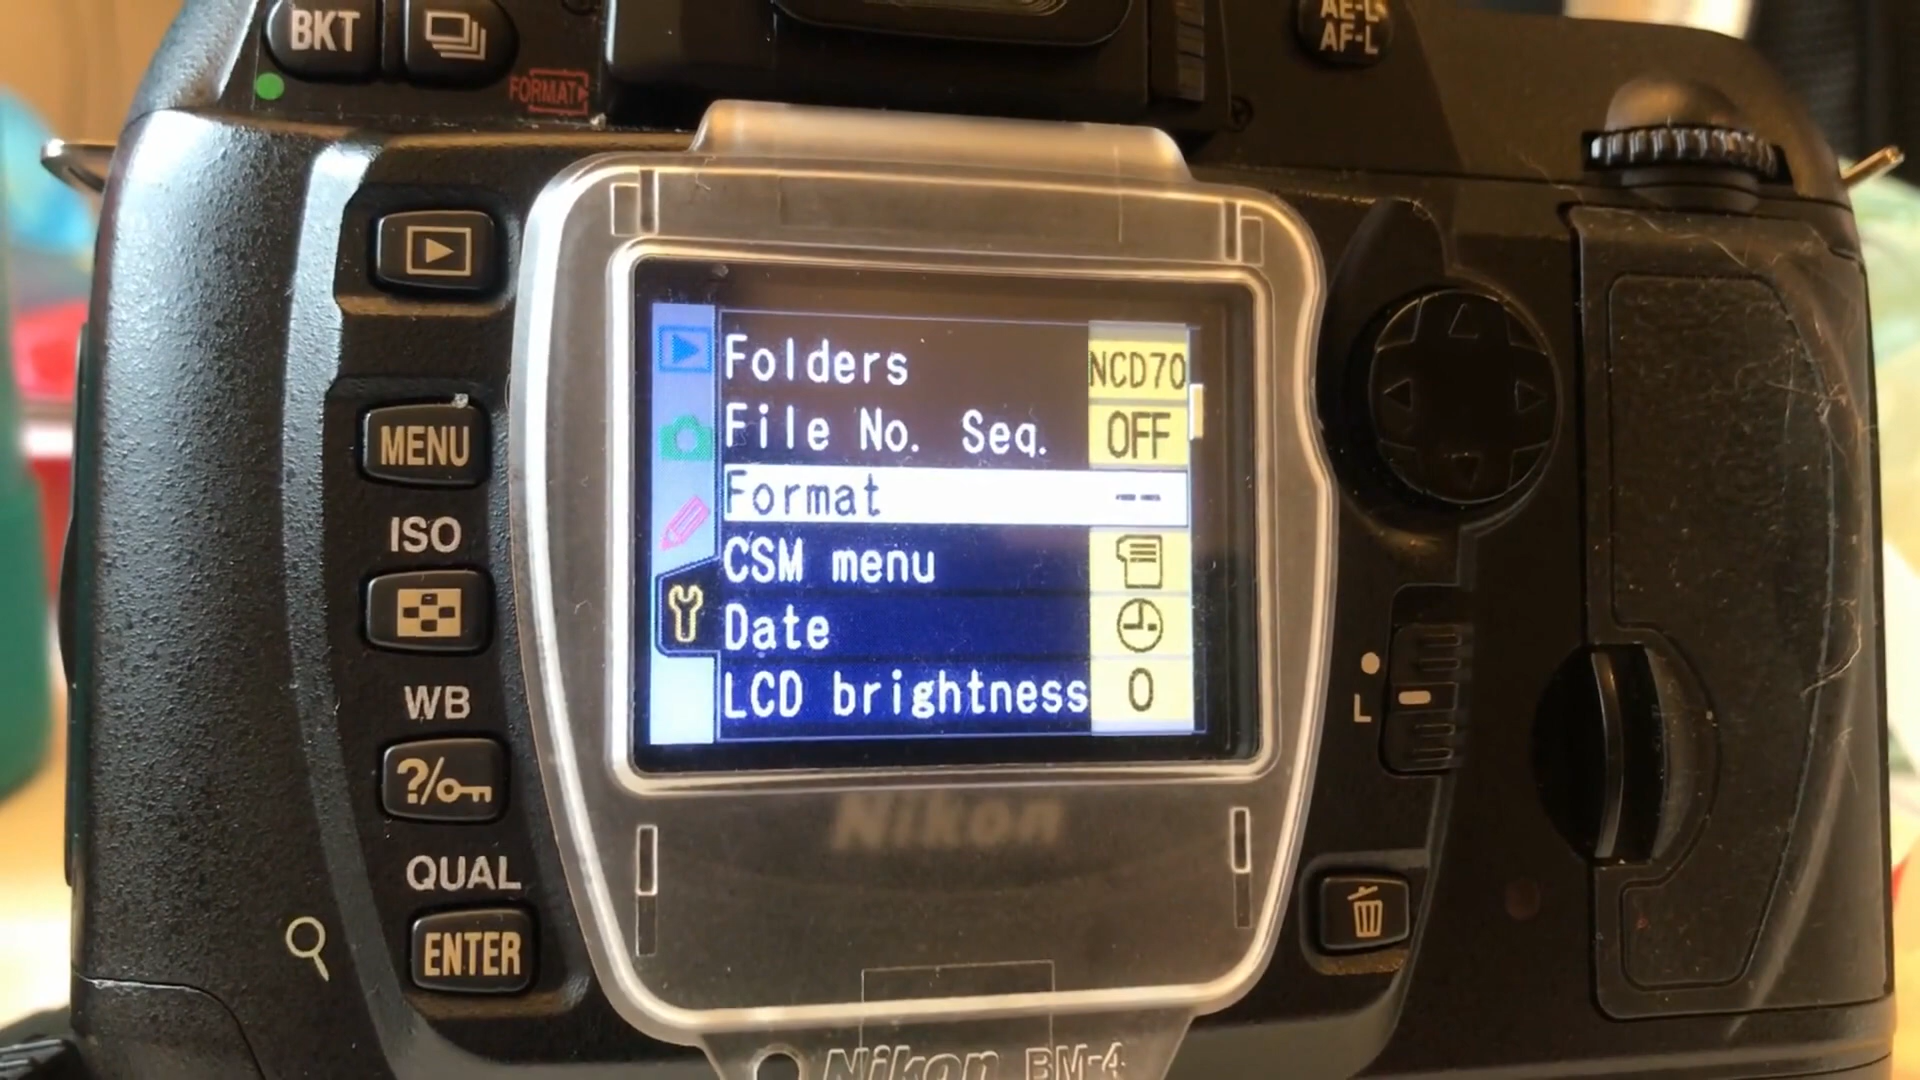 BKT
AE-L
AF-L
FORMAT
MENU
ISO
WB
?/
QUAL
ENTER
Folders NCD70
File No. Seq. OFF
Format --
CSM menu
Date
LCD brightness 0
L
Nikon
Nikon BM-4